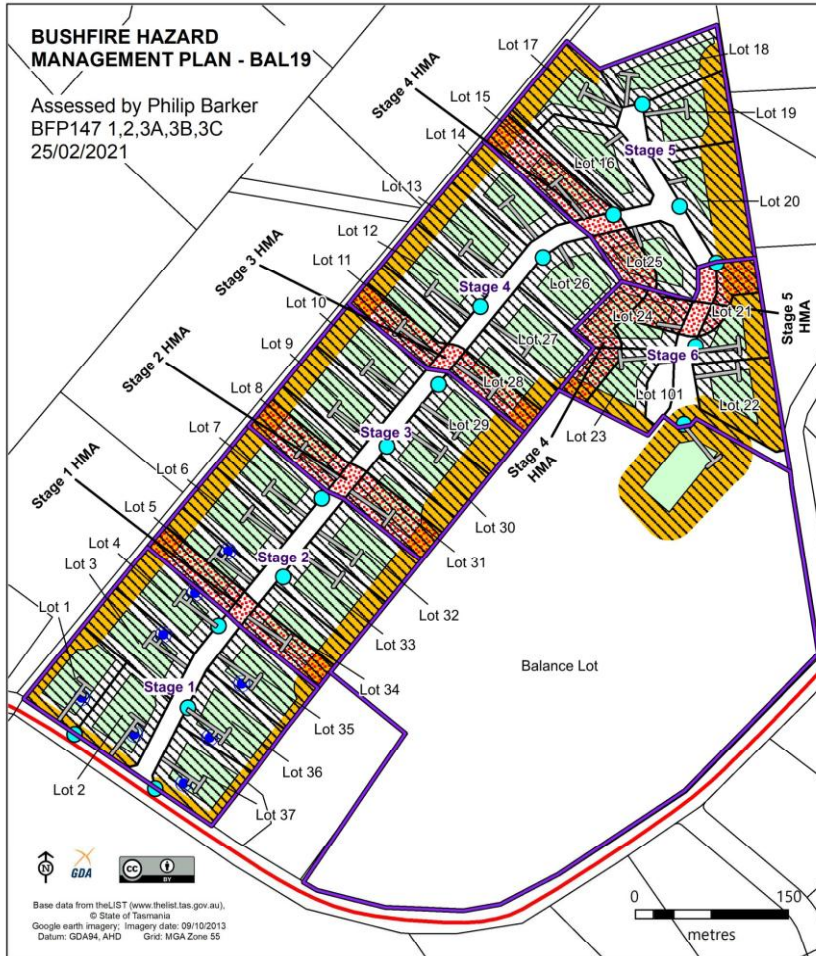 BUSHFIRE HAZARD
MANAGEMENT PLAN - BAL19
Assessed by Philip Barker
BFP147 1,2,3A,3B,3C
25/02/2021
Lot 17
Lot 18
Stage 4 HMA
Lot 15
Lot 19
Lot 14
Stage 5
Lot 16
Lot 13
Lot 20
Lot 12
Stage 3 HMA
Lot 11
Lot 25
Lot 26
Stage 4
Lot 10
Lot 24
Lot 21
Stage 5
HMA
Lot 9
Lot 27
Stage 6
Stage 2 HMA
Lot 8
Lot 28
Lot 101
Lot 22
Lot 7
Lot 29
Stage 3
Lot 23
Stage 4
HMA
Lot 6
Stage 1 HMA
Lot 5
Lot 30
Lot 4
Stage 2
Lot 31
Lot 3
Lot 32
Lot 1
Lot 33
Balance Lot
Stage 1
Lot 34
Lot 35
Lot 36
Lot 2
Lot 37
N
GDA
cc
BY
0
150
metres
Base data from theLIST (www.thelist.tas.gov.au),
© State of Tasmania
Google earth imagery; Imagery date: 09/10/2013
Datum: GDA94, AHD Grid: MGA Zone 55